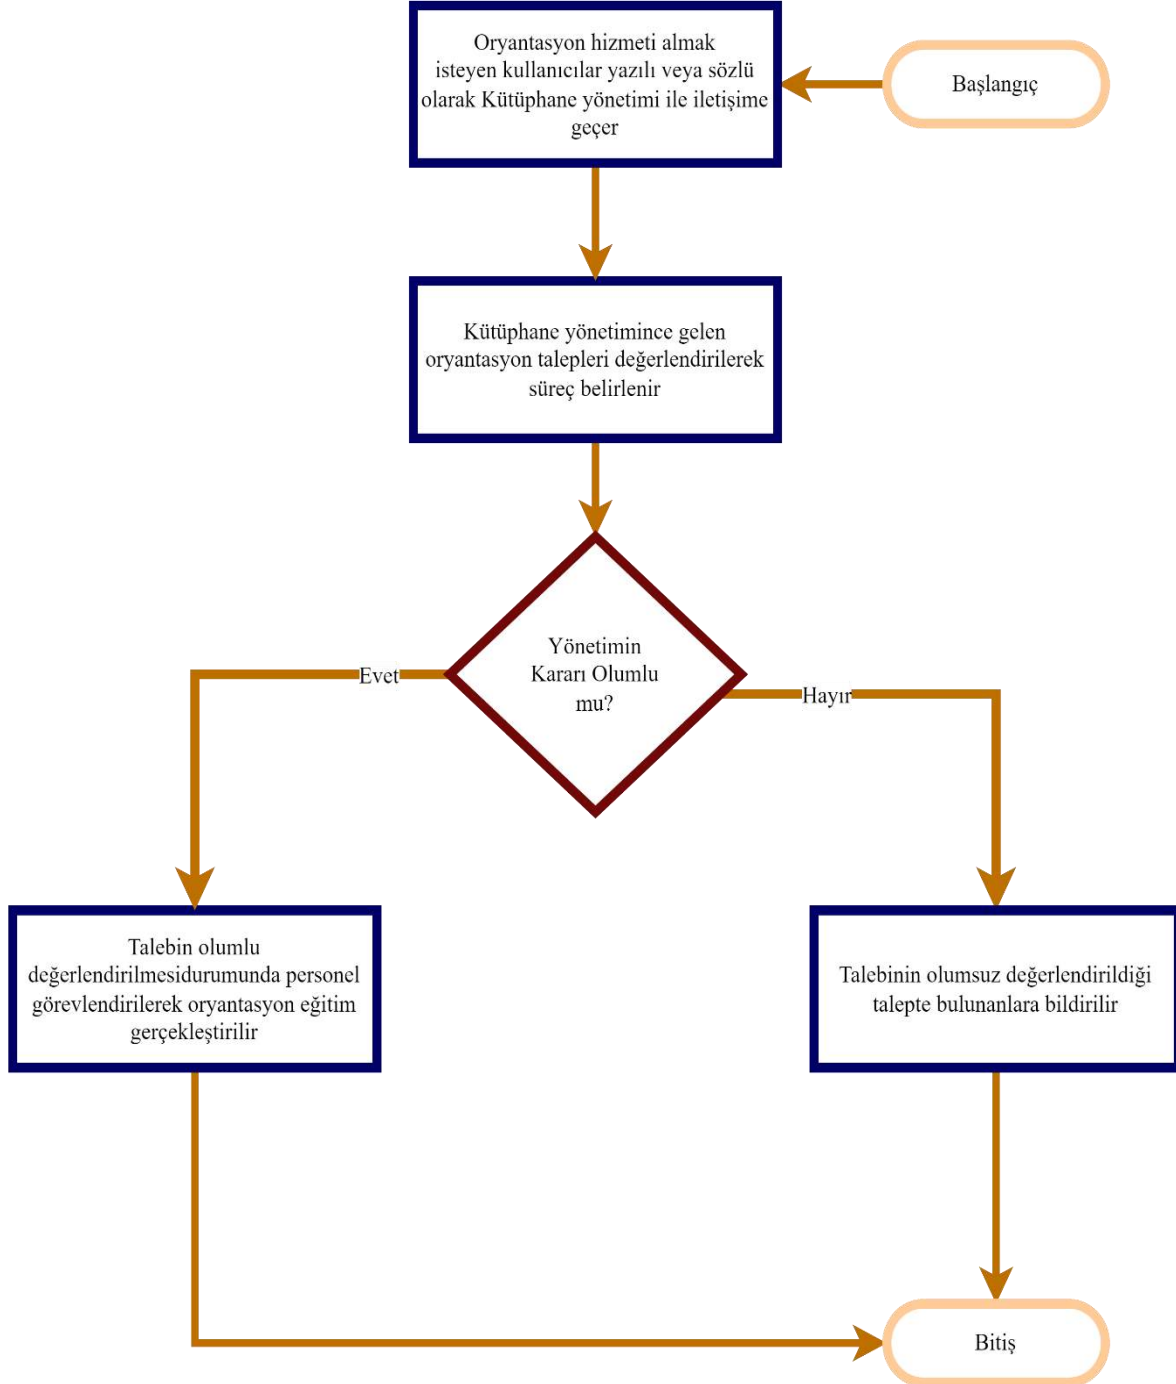 Başlangıç
Oryantasyon hizmeti almak
isteyen kullanıcılar yazılı veya sözlü
olarak Kütüphane yönetimi ile iletişime
geçer
Kütüphane yönetimince gelen
oryantasyon talepleri değerlendirilerek
süreç belirlenir
Yönetimin
Kararı Olumlu
mu?
Evet
Hayır
Talebin olumlu
değerlendirilmesidurumunda personel
görevlendirilerek oryantasyon eğitim
gerçekleştirilir
Talebinin olumsuz değerlendirildiği
talepte bulunanlara bildirilir
Bitiş